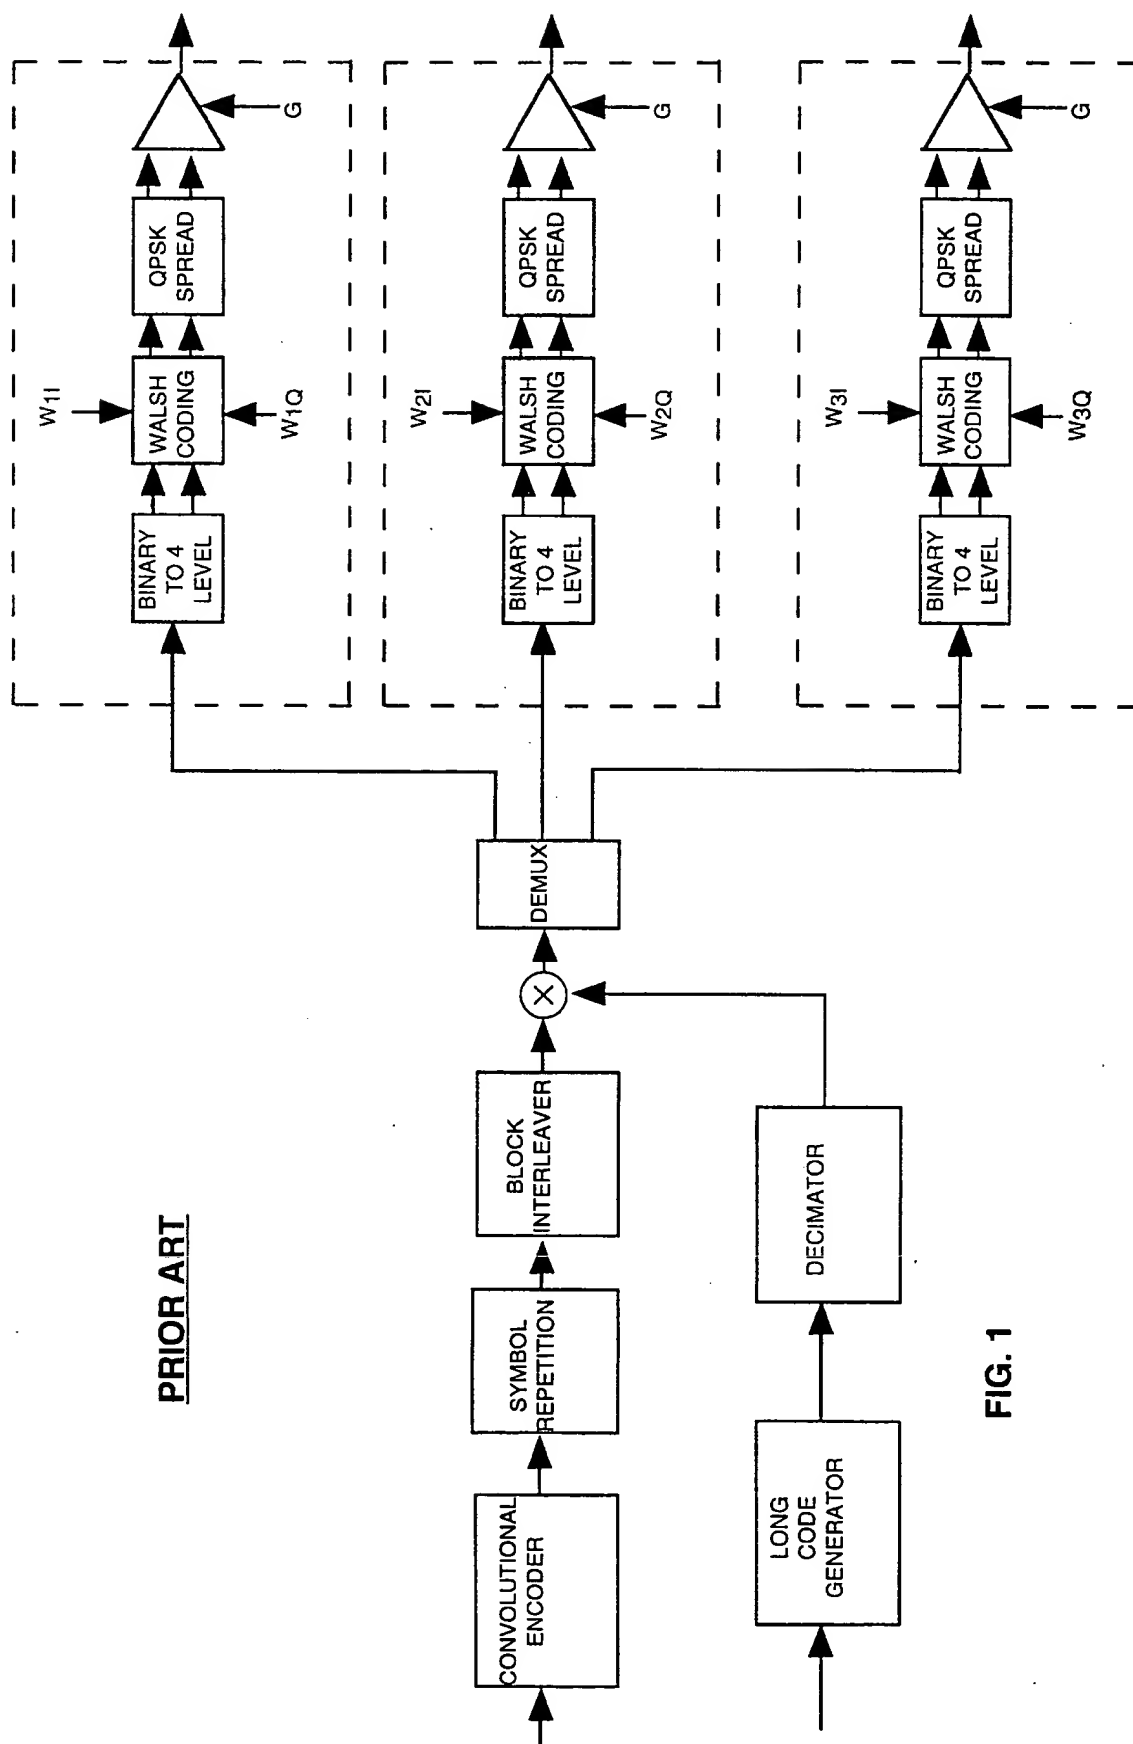 PRIOR ART
CONVOLUTIONAL
ENCODER
SYMBOL
REPETITION
BLOCK
INTERLEAVER
LONG
CODE
GENERATOR
DECIMATOR
X
DEMUX
BINARY
TO 4
LEVEL
W1I
WALSH
CODING
W1Q
QPSK
SPREAD
G
BINARY
TO 4
LEVEL
W2I
WALSH
CODING
W2Q
QPSK
SPREAD
G
BINARY
TO 4
LEVEL
W3I
WALSH
CODING
W3Q
QPSK
SPREAD
G
FIG. 1